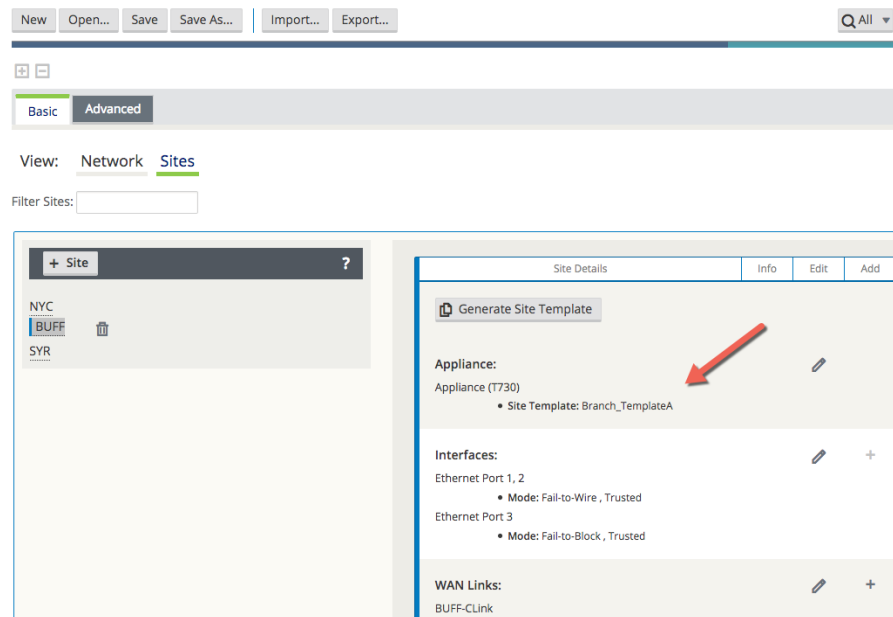 New Open... Save Save As... Import... Export... All
Basic Advanced
View: Network Sites
Filter Sites:
+ Site ?
NYC
BUFF
SYR
Site Details Info Edit Add
Generate Site Template
Appliance:
Appliance (T730)
• Site Template: Branch_TemplateA
Interfaces:
Ethernet Port 1, 2
• Mode: Fail-to-Wire , Trusted
Ethernet Port 3
• Mode: Fail-to-Block , Trusted
WAN Links:
BUFF-CLink